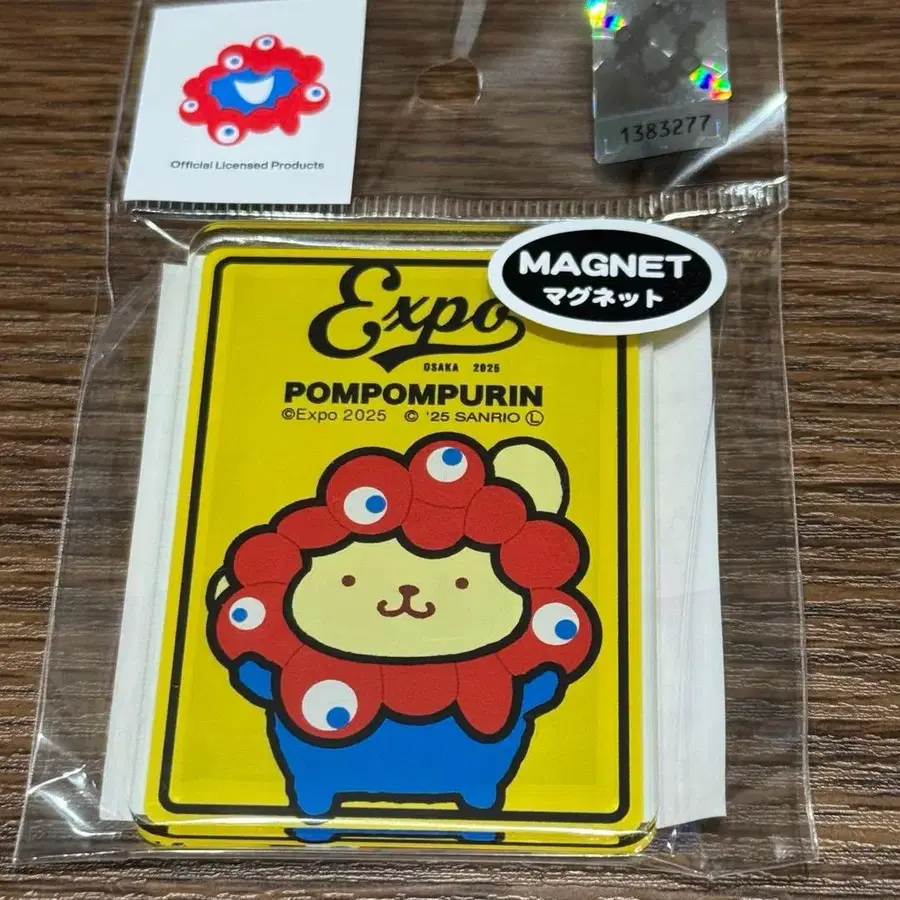 Official Licensed Products
1383277
MAGNET
マグネット
Expo
OSAKA 2025
POMPOMPURIN
©Expo 2025 © '25 SANRIO Ⓛ